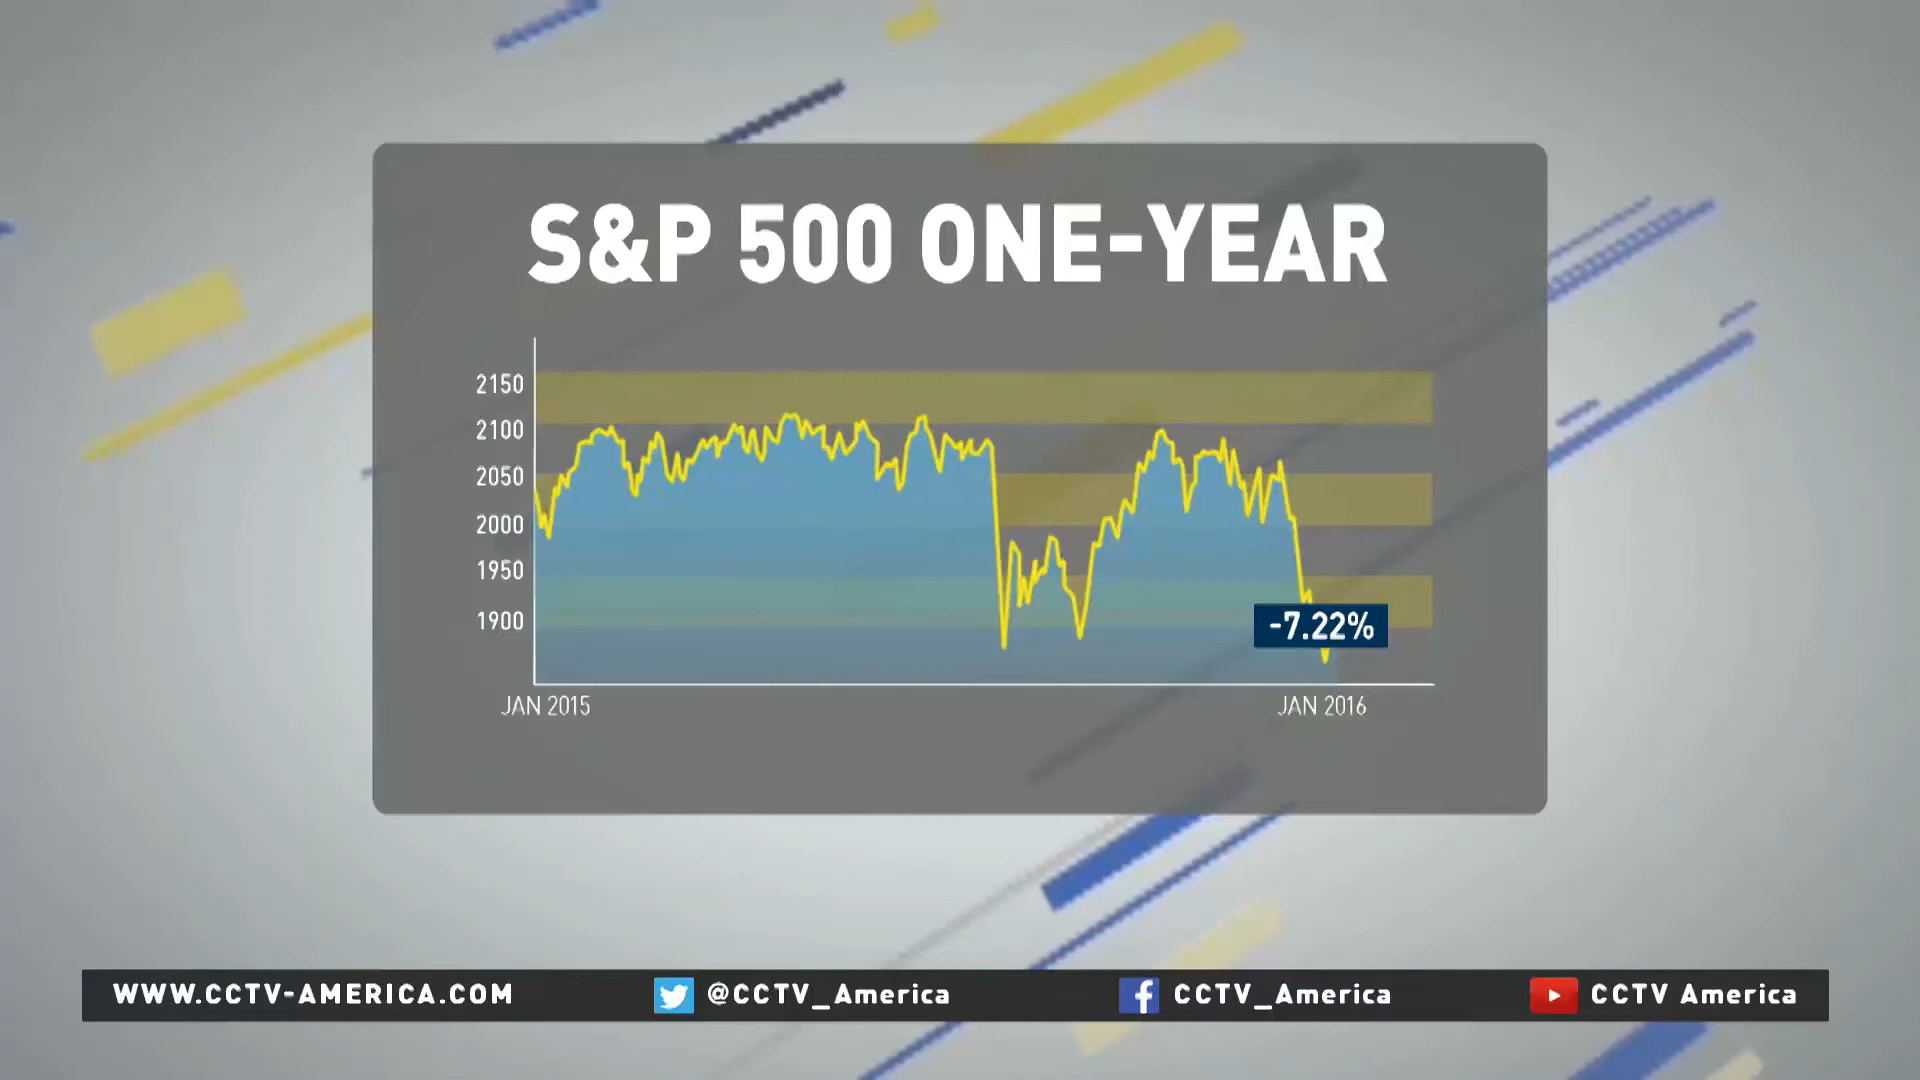 S&P 500 ONE-YEAR
2150
2100
2050
2000
1950
1900
-7.22%
JAN 2015
JAN 2016
WWW.CCTV-AMERICA.COM
@CCTV_America
CCTV_America
CCTV America